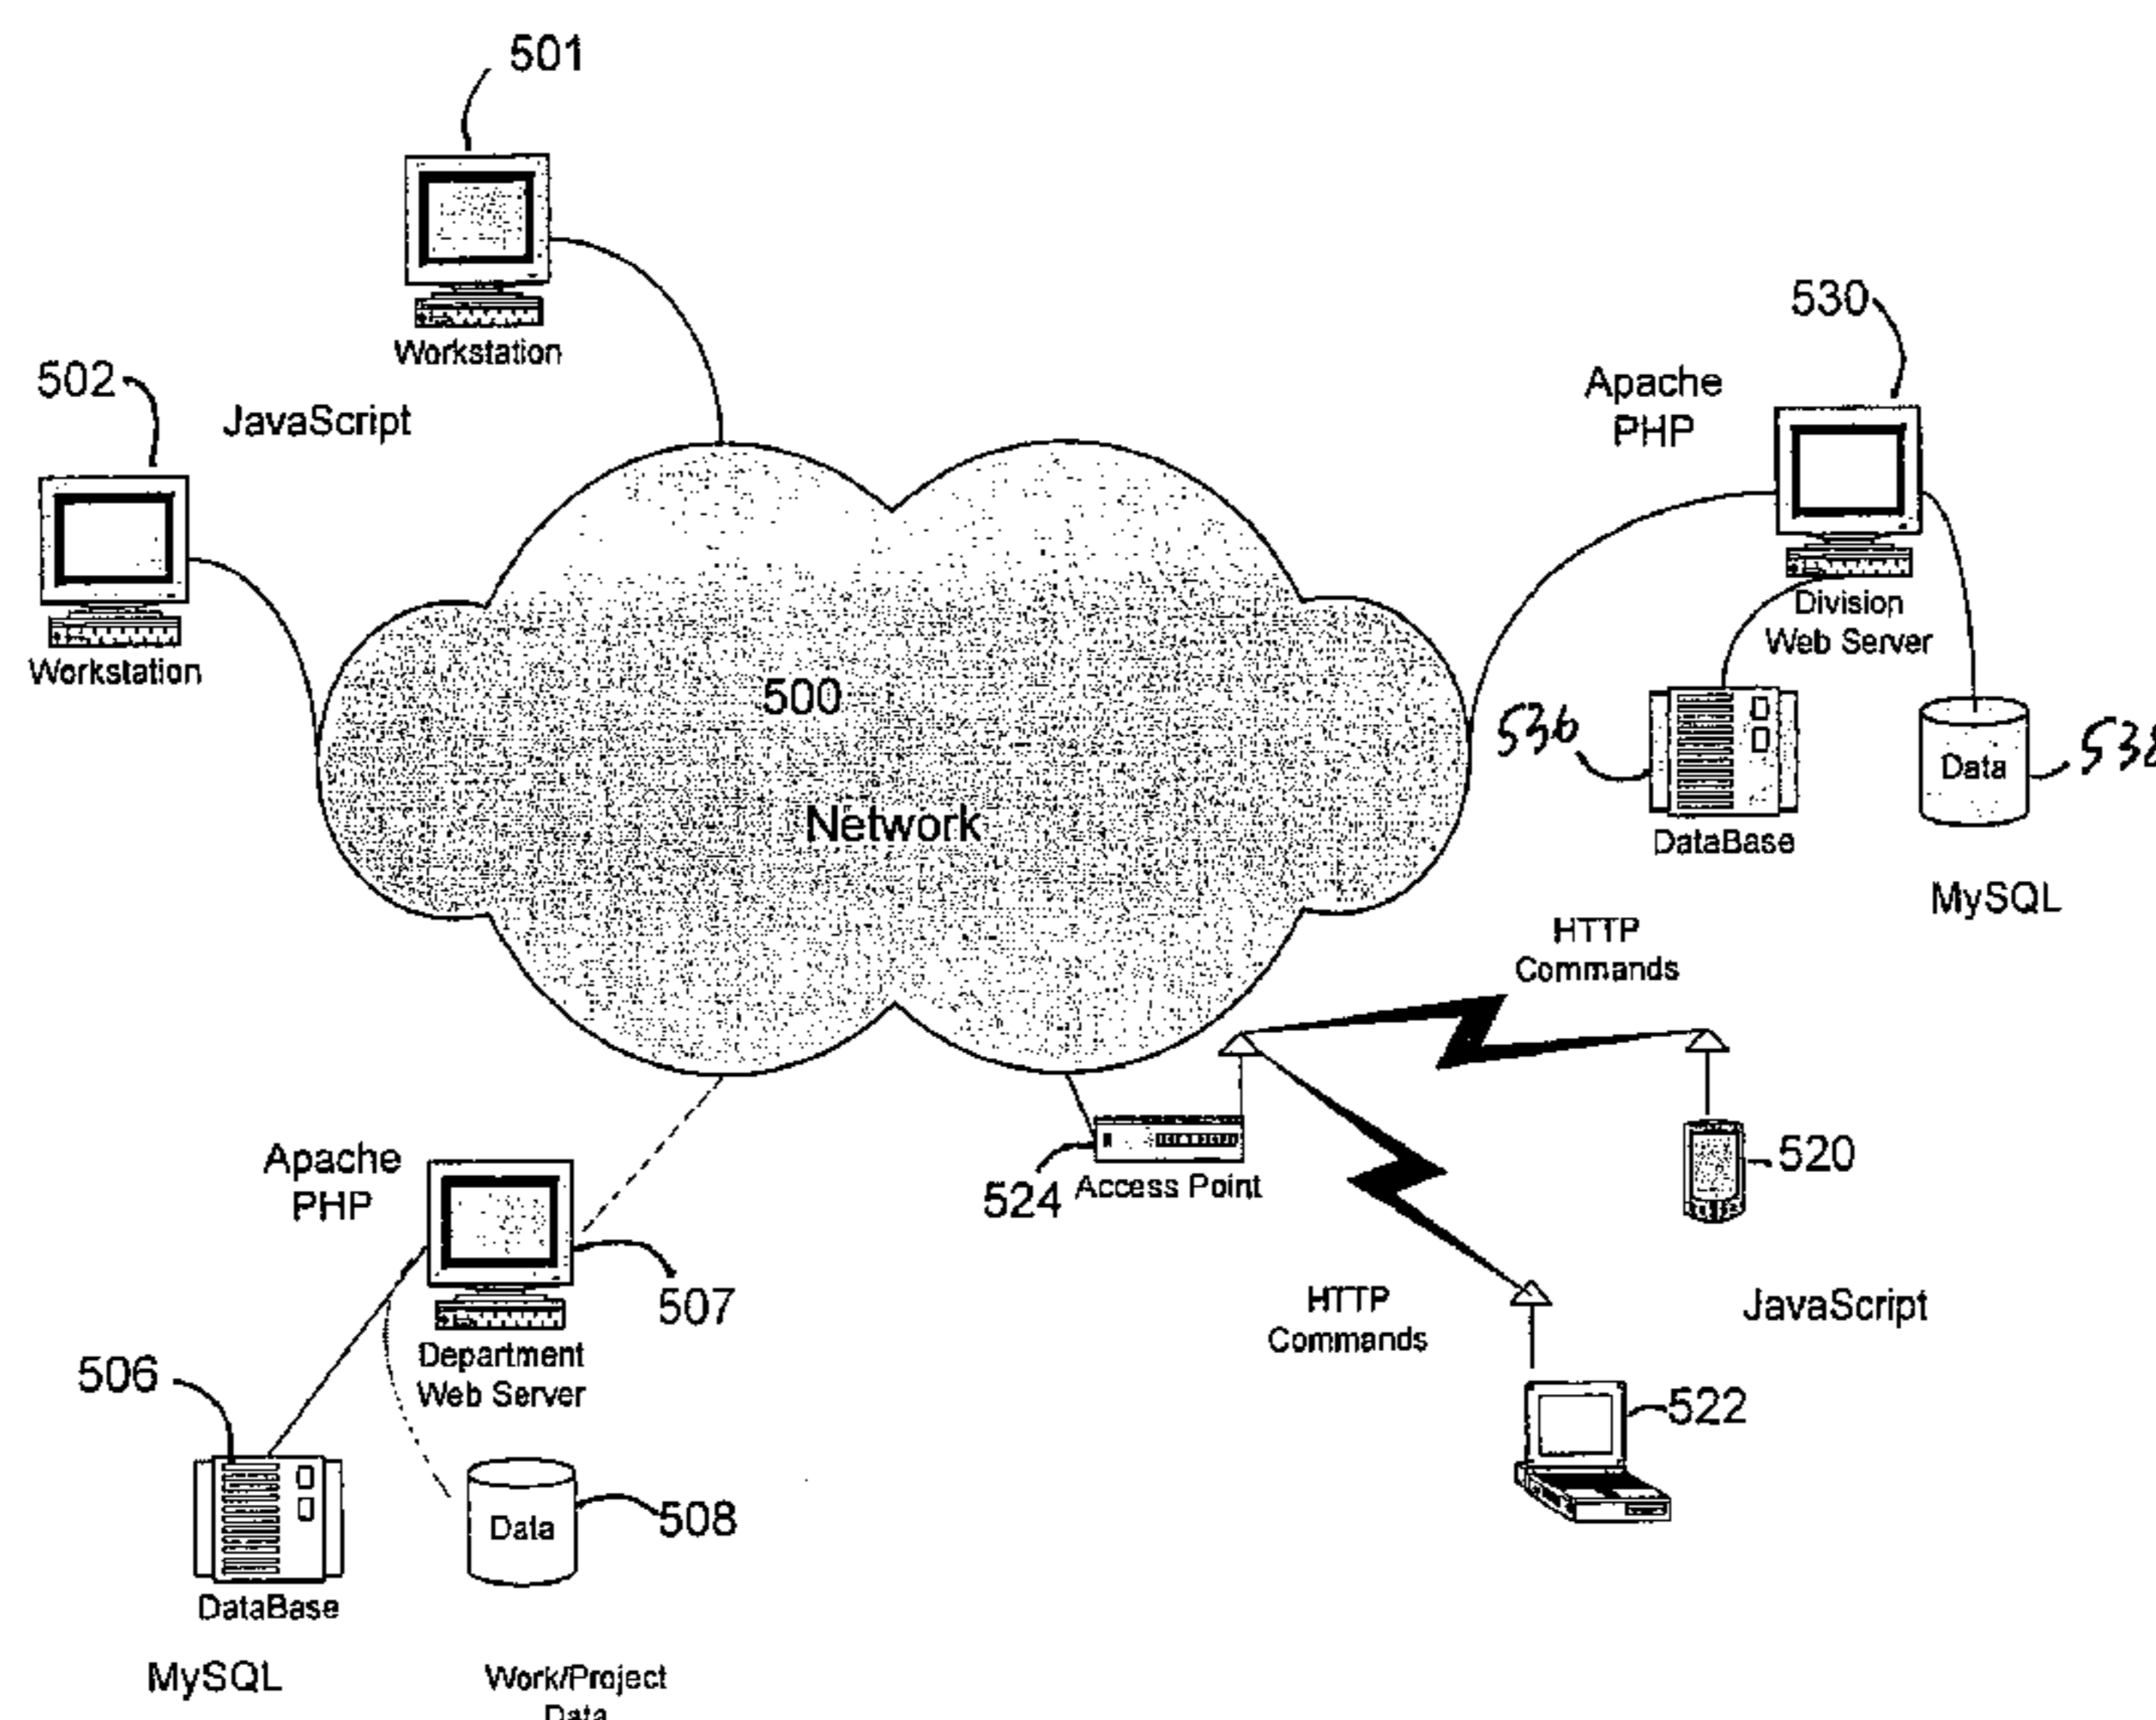 501
Workstation
502
JavaScript
Workstation
530
Apache
PHP
Division
Web Server
500
Network
536
DataBase
Data
538
MySQL
HTTP
Commands
Apache
PHP
507
Department
Web Server
524
Access Point
520
HTTP
Commands
JavaScript
522
506
DataBase
Data
508
MySQL
Work/Project
Data